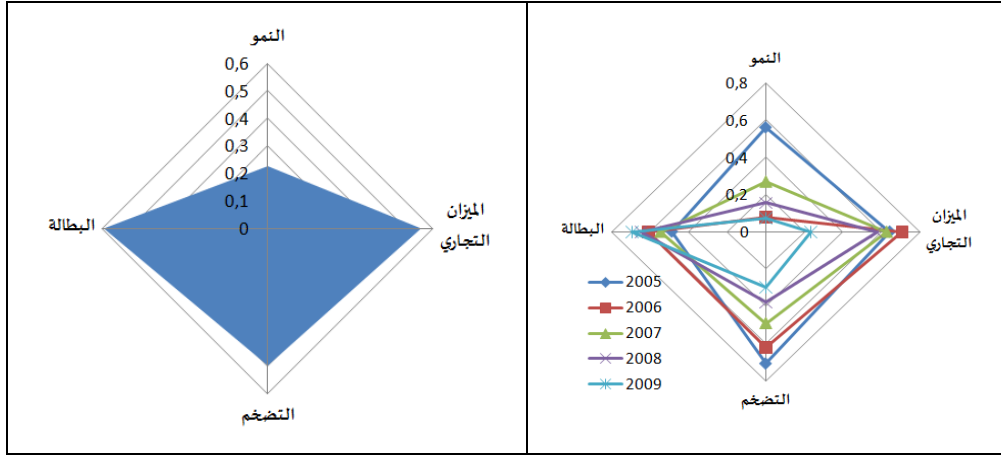 النمو
0,6
0,5
0,4
0,3
0,2
0,1
0
البطالة
الميزان
التجاري
التضخم
النمو
0,8
0,6
0,4
0,2
0
البطالة
الميزان
التجاري
2005
2006
2007
2008
2009
التضخم